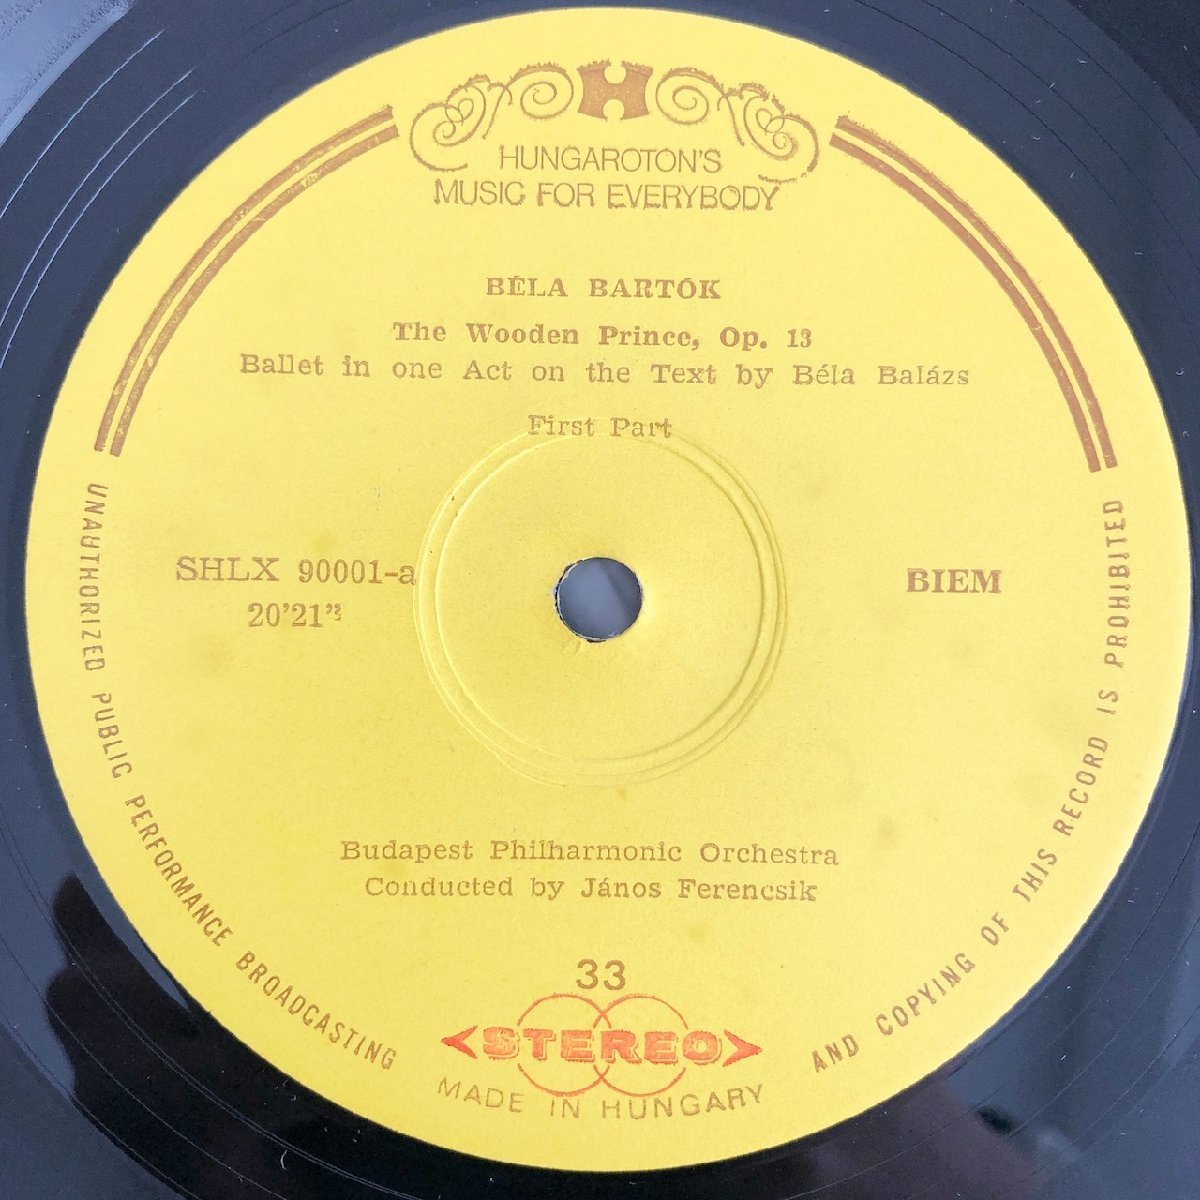 H
HUNGAROTON'S
MUSIC FOR EVERYBODY
BÉLA BARTÓK
The Wooden Prince, Op. 13
Ballet in one Act on the Text by Béla Balázs
First Part
SHLX 90001-a
20'21"
BIEM
Budapest Philharmonic Orchestra
Conducted by János Ferencsik
33
STEREO
MADE IN HUNGARY
UNAUTHORIZED PUBLIC PERFORMANCE BROADCASTING AND COPYING OF THIS RECORD IS PROHIBITED